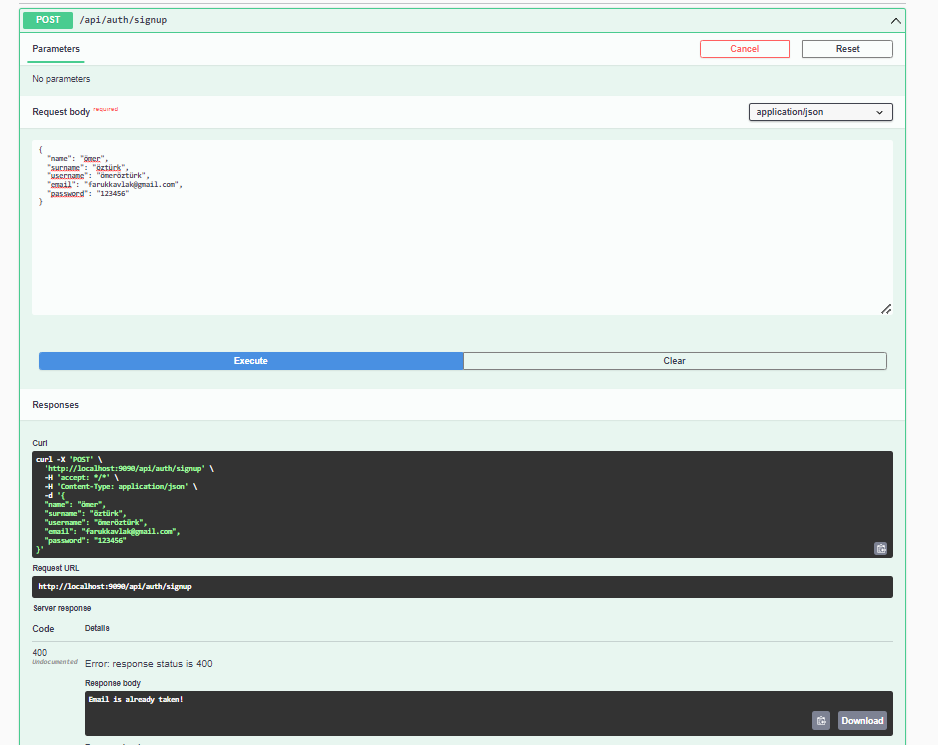 POST /api/auth/signup
Parameters
Cancel
Reset
No parameters
Request body required
application/json
{
"name": "ömer",
"surname": "öztürk",
"username": "ömeröztürk",
"email": "farukkavlak@gmail.com",
"password": "123456"
}
Execute
Clear
Responses
Curl
curl -X 'POST' \
'http://localhost:9090/api/auth/signup' \
-H 'accept: */*' \
-H 'Content-Type: application/json' \
-d '{
"name": "ömer",
"surname": "öztürk",
"username": "ömeröztürk",
"email": "farukkavlak@gmail.com",
"password": "123456"
}'
Request URL
http://localhost:9090/api/auth/signup
Server response
Code Details
400
Undocumented
Error: response status is 400
Response body
Email is already taken!
Download